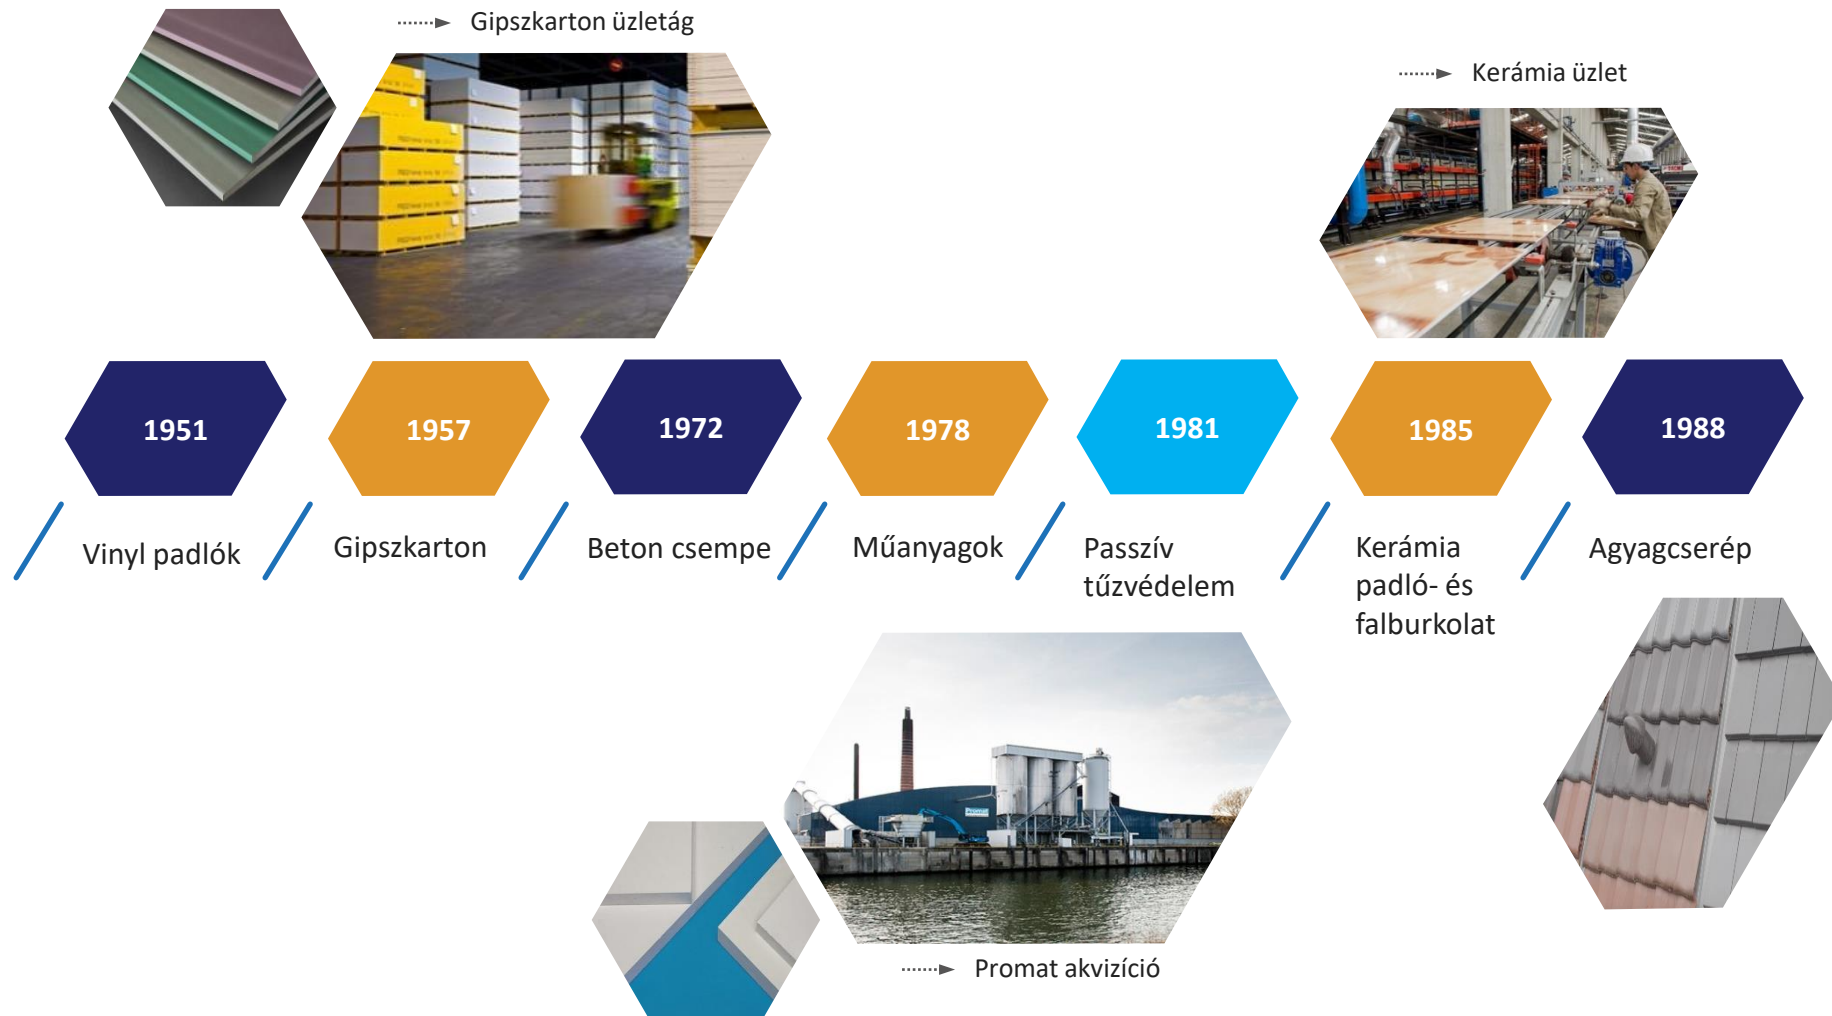 Gipszkarton üzletág
Kerámia üzlet
1951
1957
1972
1978
1981
1985
1988
Vinyl padlók
Gipszkarton
Beton csempe
Műanyagok
Passzív
tűzvédelem
Kerámia
padló- és
falburkolat
Agyagcserép
Promat
Promat akvizíció